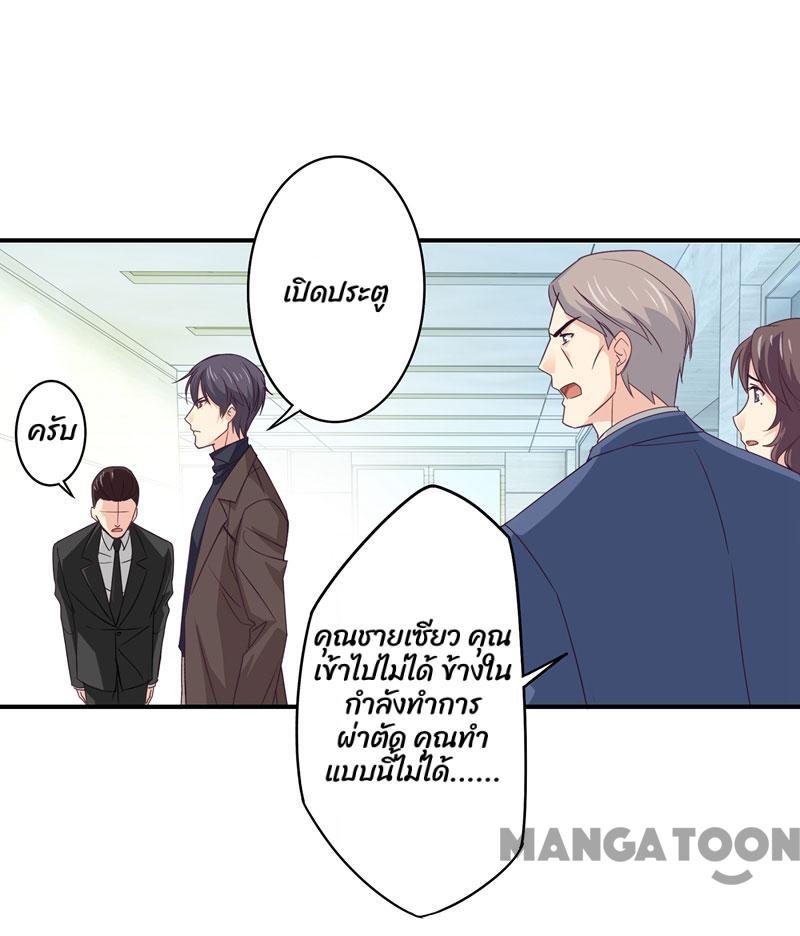 เปิดประตู
ครับ
คุณชายเซียว คุณ
เข้าไปไม่ได้ ข้างใน
กำลังทำการ
ผ่าตัด คุณทำ
แบบนี้ไม่ได้......
MANGATOON